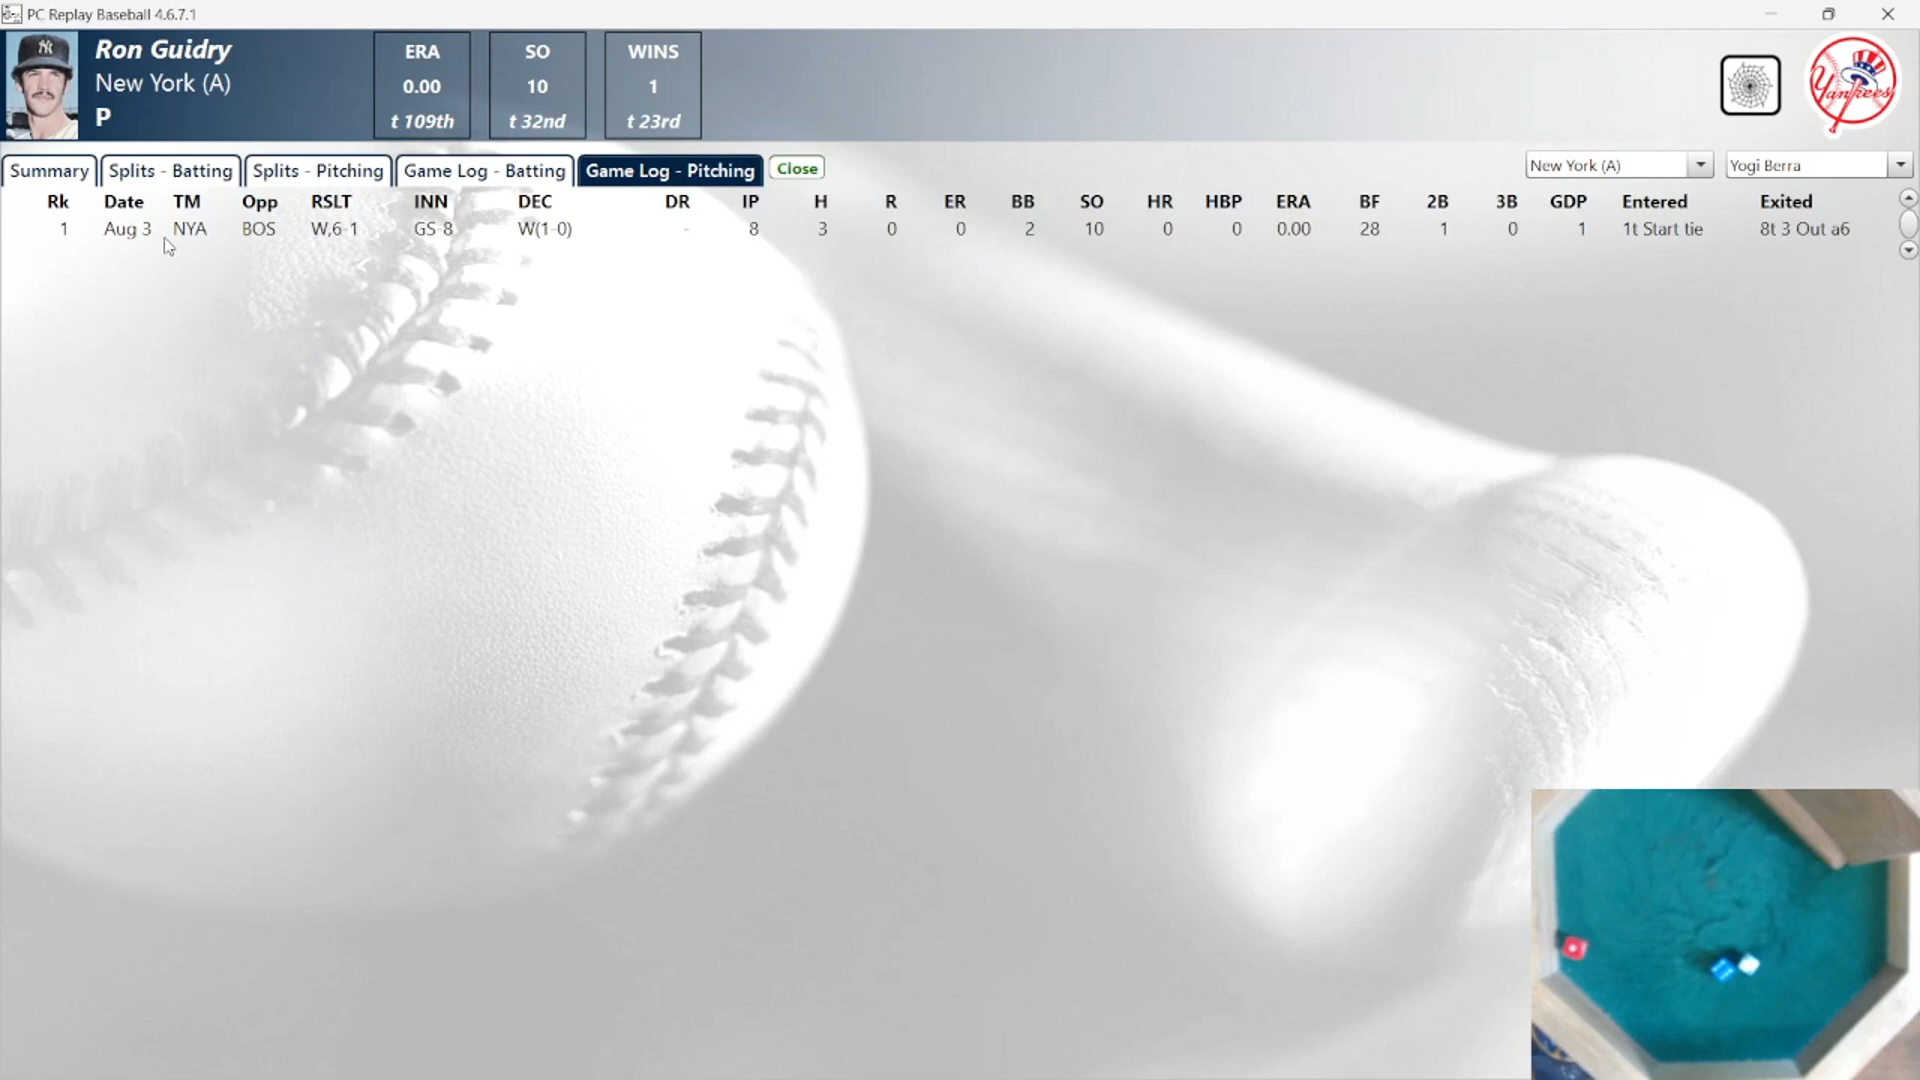 PC Replay Baseball 4.6.7.1
Ron Guidry
New York (A)
P
ERA
0.00
t 109th
SO
10
t 32nd
WINS
1
t 23rd
Yankees
Summary Splits - Batting Splits - Pitching Game Log - Batting Game Log - Pitching Close New York (A) Yogi Berra
Rk Date TM Opp RSLT INN DEC DR IP H R ER BB SO HR HBP ERA BF 2B 3B GDP Entered Exited
1 Aug 3 NYA BOS W,6-1 GS-8 W(1-0) - 8 3 0 0 2 10 0 0 0.00 28 1 0 1 1t Start tie 8t 3 Out a6